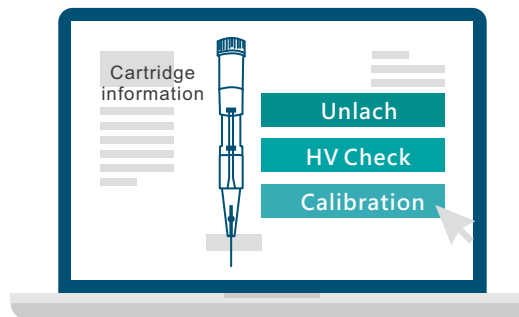 Cartridge
information
Unlach
HV Check
Calibration